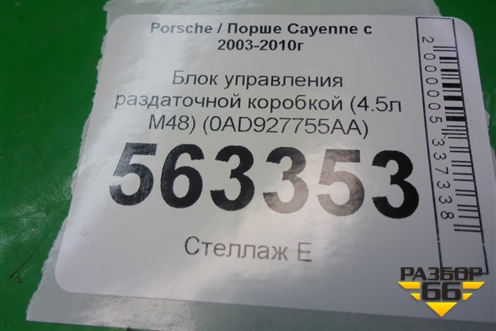 Porsche / Порше Cayenne с
2003-2010г
Блок управления
раздаточной коробкой (4.5л
M48) (0AD927755AA)
563353
Стеллаж Е
2000005337338
РАЗБОР
66